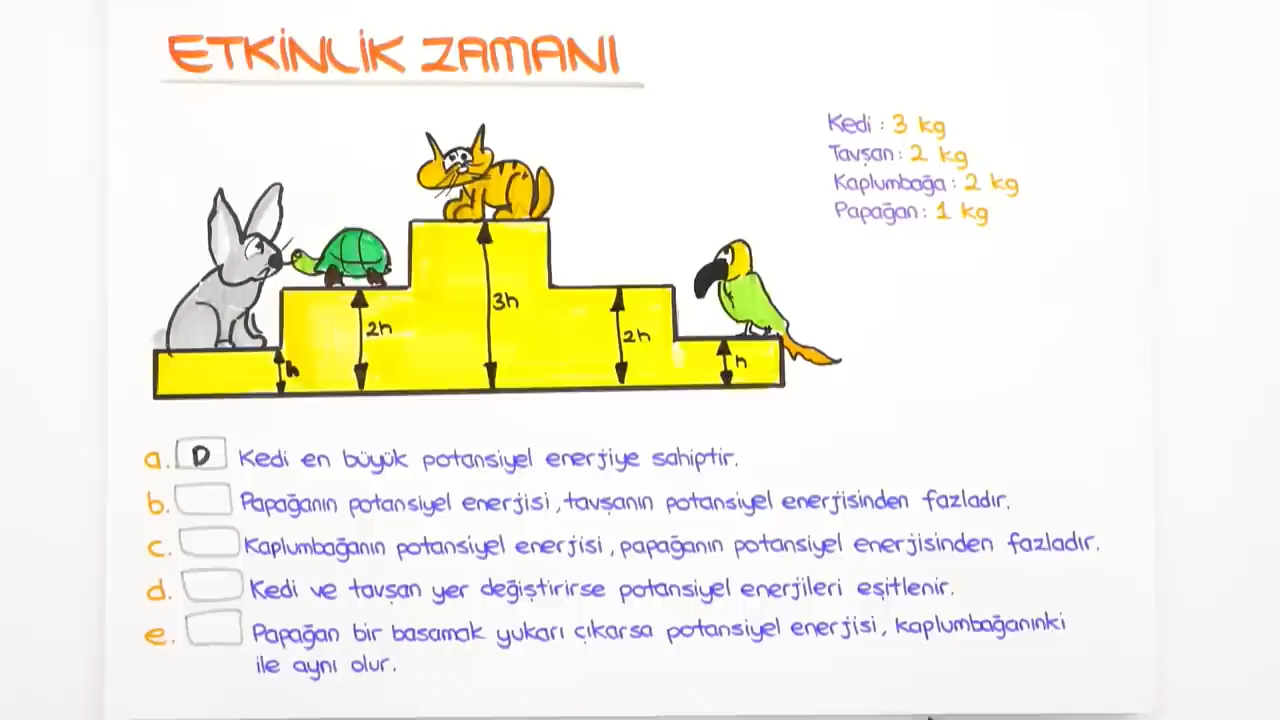 ETKİNLİK ZAMANI
Kedi : 3 kg
Tavşan : 2 kg
Kaplumbağa : 2 kg
Papağan : 1 kg
h
2h
3h
2h
h
a. D Kedi en büyük potansiyel enerjiye sahiptir.
b. Papağanın potansiyel enerjisi, tavşanın potansiyel enerjisinden fazladır.
c. Kaplumbağanın potansiyel enerjisi, papağanın potansiyel enerjisinden fazladır.
d. Kedi ve tavşan yer değiştirirse potansiyel enerjileri eşitlenir.
e. Papağan bir basamak yukarı çıkarsa potansiyel enerjisi, kaplumbağanınki
ile aynı olur.